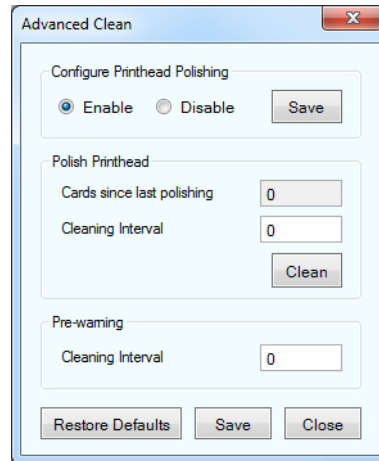 Advanced Clean
Configure Printhead Polishing
Enable Disable Save
Polish Printhead
Cards since last polishing 0
Cleaning Interval 0
Clean
Pre-warning
Cleaning Interval 0
Restore Defaults Save Close